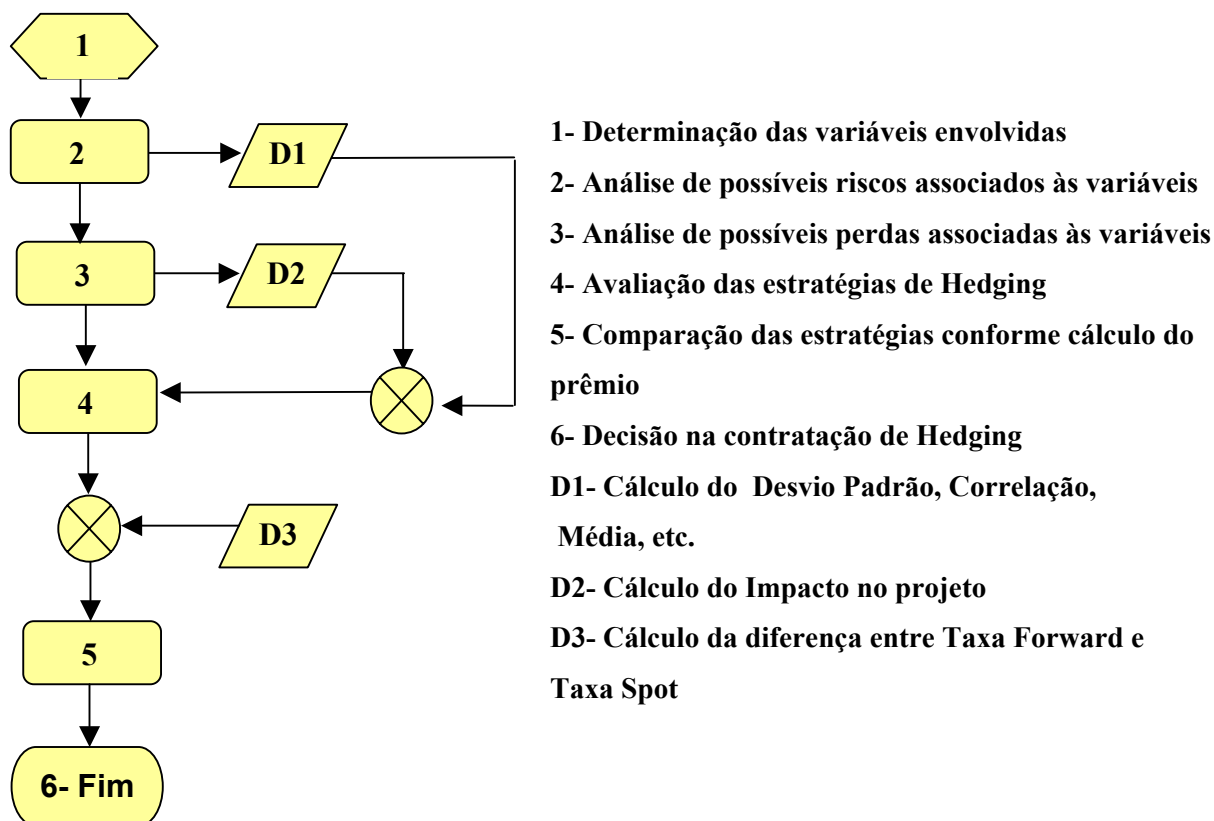 1
2
D1
3
D2
4
D3
5
6- Fim
1- Determinação das variáveis envolvidas
2- Análise de possíveis riscos associados às variáveis
3- Análise de possíveis perdas associadas às variáveis
4- Avaliação das estratégias de Hedging
5- Comparação das estratégias conforme cálculo do
prêmio
6- Decisão na contratação de Hedging
D1- Cálculo do Desvio Padrão, Correlação,
Média, etc.
D2- Cálculo do Impacto no projeto
D3- Cálculo da diferença entre Taxa Forward e
Taxa Spot